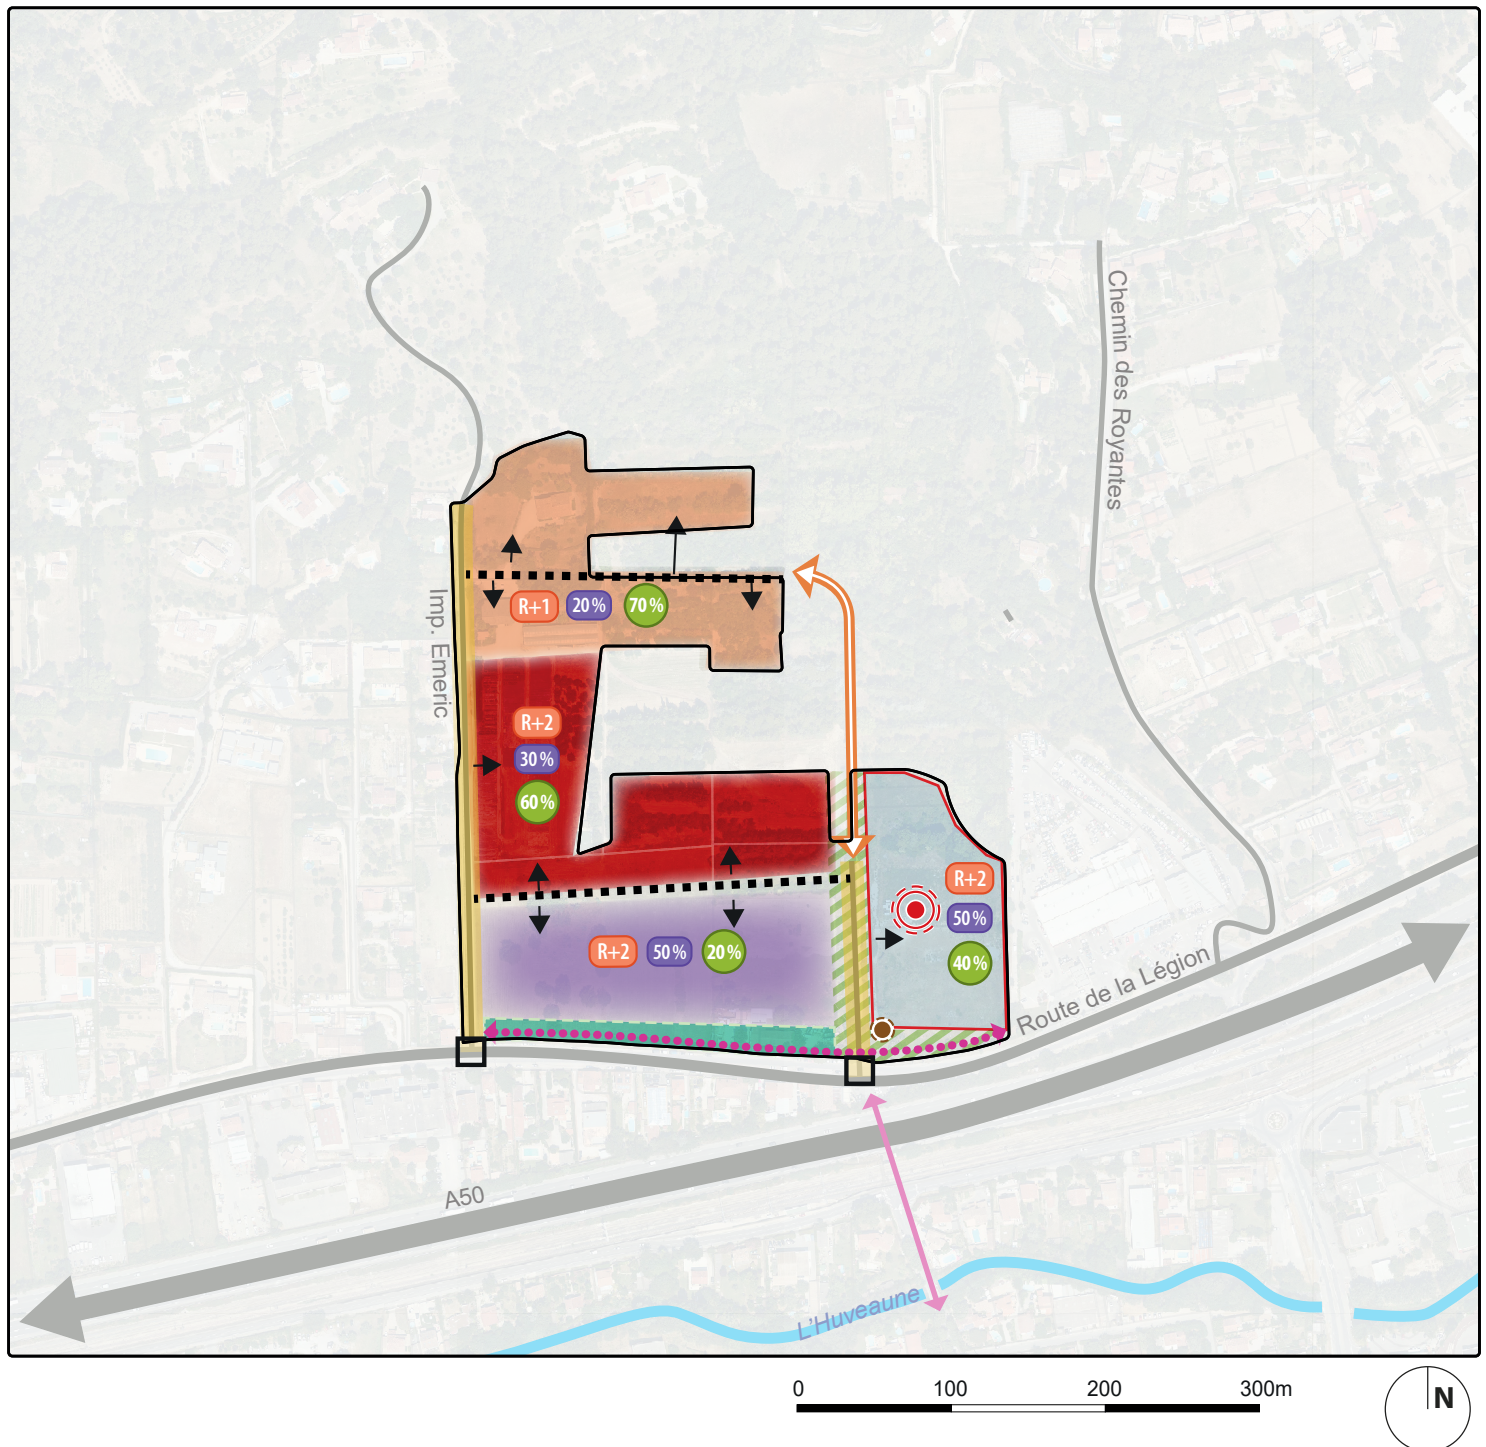 Chemin des Royantes
Imp. Emeric
R+1 20% 70%
R+2
30%
60%
R+2
50%
40%
R+2 50% 20%
Route de la Légion
A50
L'Huveaune
0 100 200 300m
N